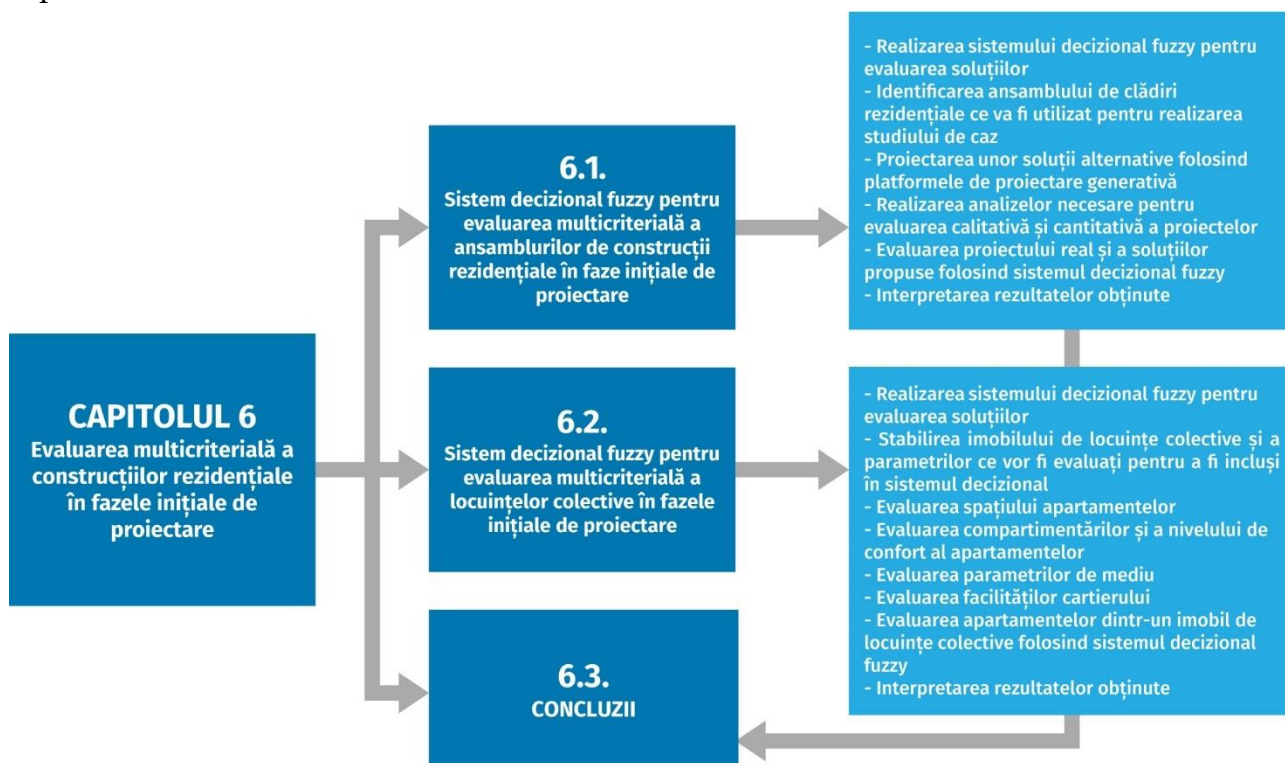 CAPITOLUL 6
Evaluarea multicriterială a
construcțiilor rezidențiale
în fazele inițiale de
proiectare
6.1.
Sistem decizional fuzzy pentru
evaluarea multicriterială a
ansamblurilor de construcții
rezidențiale în faze inițiale de
proiectare
- Realizarea sistemului decizional fuzzy pentru
evaluarea soluțiilor
- Identificarea ansamblului de clădiri
rezidențiale ce va fi utilizat pentru realizarea
studiului de caz
- Proiectarea unor soluții alternative folosind
platformele de proiectare generativă
- Realizarea analizelor necesare pentru
evaluarea calitativă și cantitativă a proiectelor
- Evaluarea proiectului real și a soluțiilor
propuse folosind sistemul decizional fuzzy
- Interpretarea rezultatelor obținute
6.2.
Sistem decizional fuzzy pentru
evaluarea multicriterială a
locuințelor colective în fazele
inițiale de proiectare
- Realizarea sistemului decizional fuzzy pentru
evaluarea soluțiilor
- Stabilirea imobilului de locuințe colective și a
parametrilor ce vor fi evaluați pentru a fi incluși
în sistemul decizional
- Evaluarea spațiului apartamentelor
- Evaluarea compartimentărilor și a nivelului de
confort al apartamentelor
- Evaluarea parametrilor de mediu
- Evaluarea facilităților cartierului
- Evaluarea apartamentelor dintr-un imobil de
locuințe colective folosind sistemul decizional
fuzzy
- Interpretarea rezultatelor obținute
6.3.
CONCLUZII